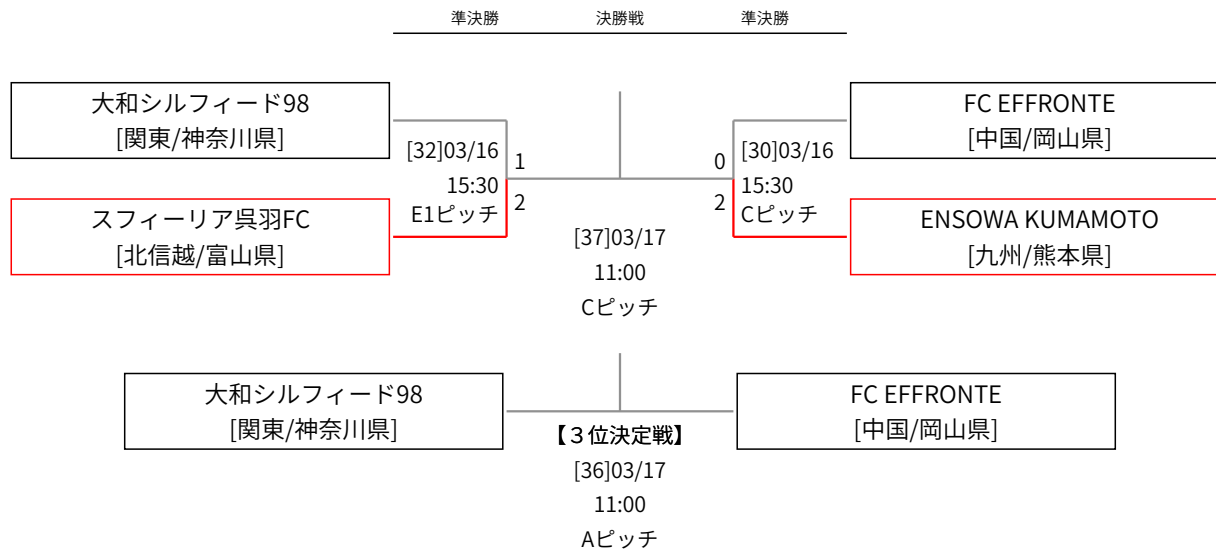 準決勝 決勝戦 準決勝
大和シルフィード98
[関東/神奈川県]
FC EFFRONTE
[中国/岡山県]
[32]03/16
15:30
E1ピッチ
1
2
0
2
[30]03/16
15:30
Cピッチ
スフィーリア呉羽FC
[北信越/富山県]
ENSOWA KUMAMOTO
[九州/熊本県]
[37]03/17
11:00
Cピッチ
大和シルフィード98
[関東/神奈川県]
FC EFFRONTE
[中国/岡山県]
【３位決定戦】
[36]03/17
11:00
Aピッチ